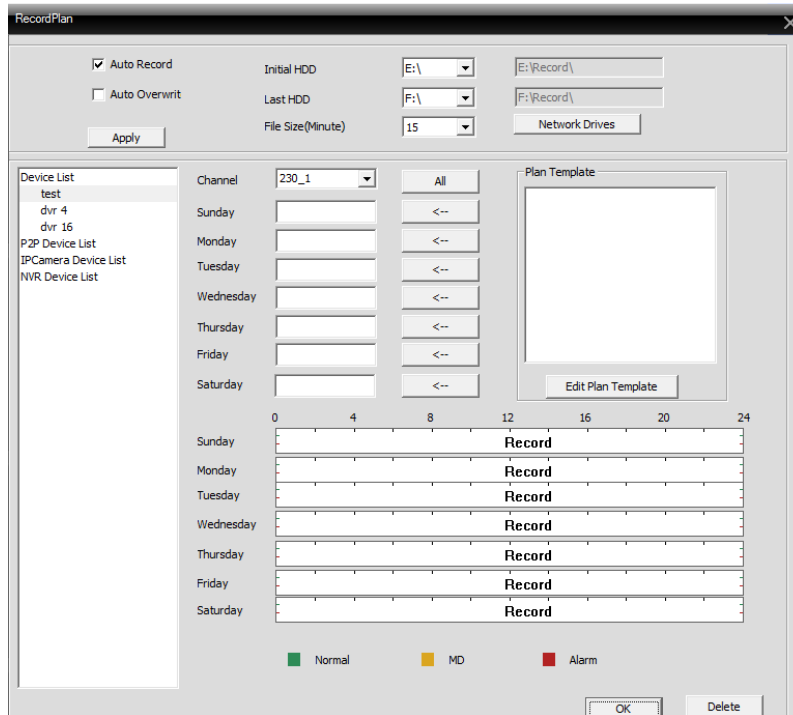 RecordPlan
Auto Record
Initial HDD
E:\
E:\Record\
Auto Overwrit
Last HDD
F:\
F:\Record\
File Size(Minute)
15
Network Drives
Apply
Device List
test
dvr 4
dvr 16
P2P Device List
IPCamera Device List
NVR Device List
Channel
230_1
All
Sunday
<--
Monday
<--
Tuesday
<--
Wednesday
<--
Thursday
<--
Friday
<--
Saturday
<--
Plan Template
Edit Plan Template
0 4 8 12 16 20 24
Sunday Record
Monday Record
Tuesday Record
Wednesday Record
Thursday Record
Friday Record
Saturday Record
Normal MD Alarm
OK Delete